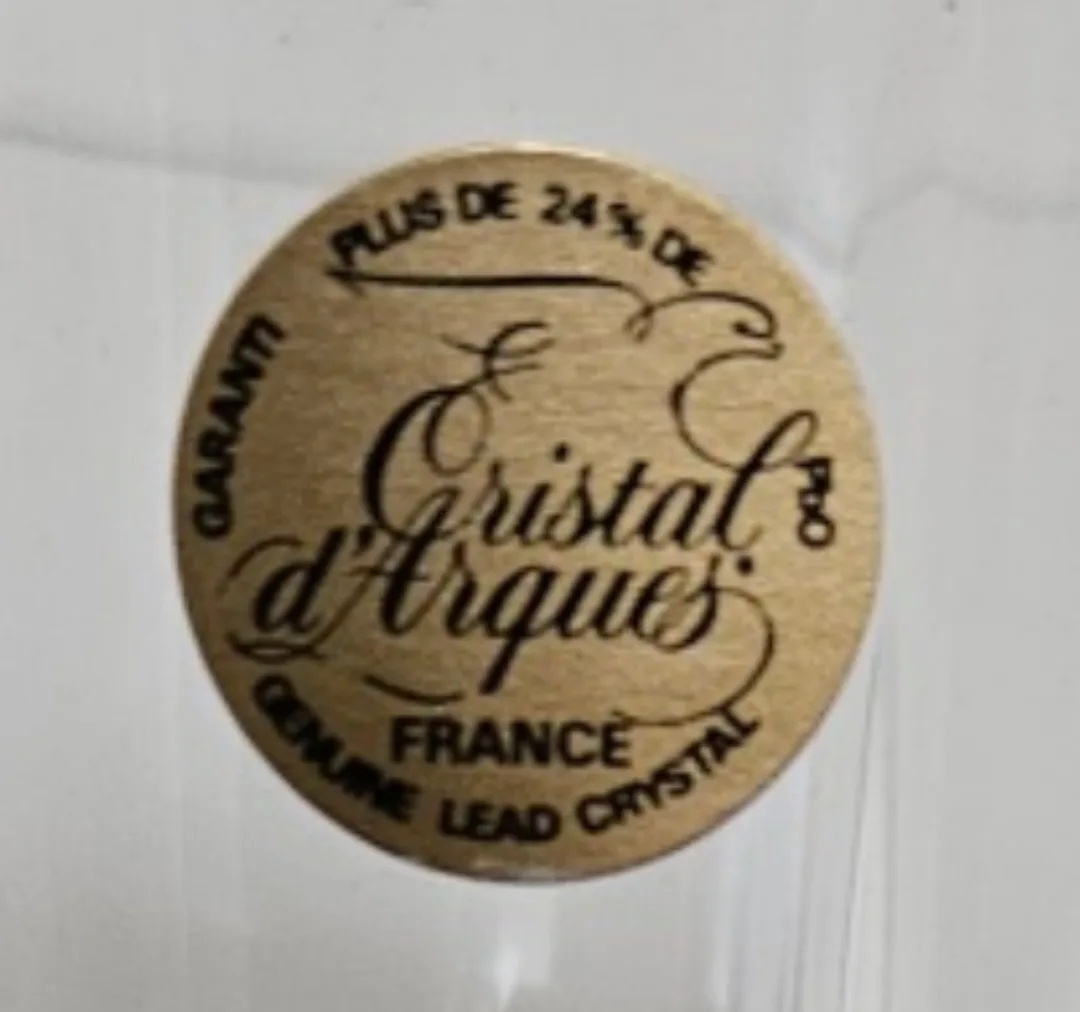 GARANTI PLUS DE 24% DE PbO
Cristal
d'Arques
FRANCE
GENUINE LEAD CRYSTAL